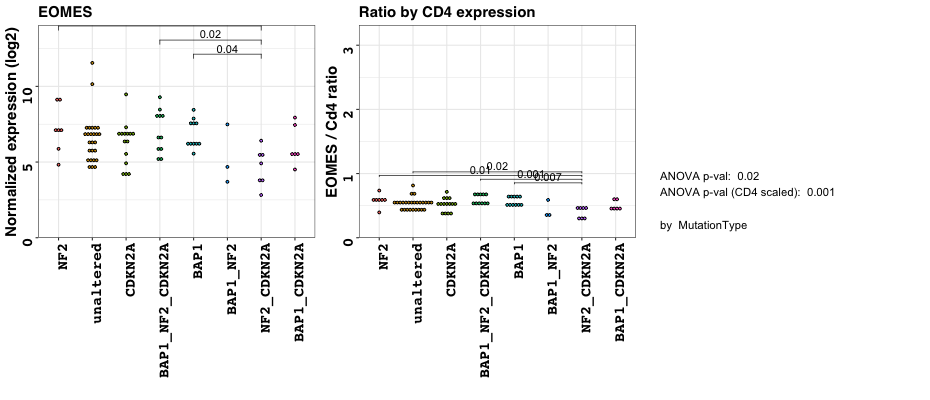 EOMES
Ratio by CD4 expression
Normalized expression (log2)
0
5
10
0.02
0.04
NF2
unaltered
CDKN2A
BAP1_NF2_CDKN2A
BAP1
BAP1_NF2
NF2_CDKN2A
BAP1_CDKN2A
EOMES / Cd4 ratio
0
1
2
3
0.02
0.01
0.001
0.007
NF2
unaltered
CDKN2A
BAP1_NF2_CDKN2A
BAP1
BAP1_NF2
NF2_CDKN2A
BAP1_CDKN2A
ANOVA p-val: 0.02
ANOVA p-val (CD4 scaled): 0.001
by MutationType